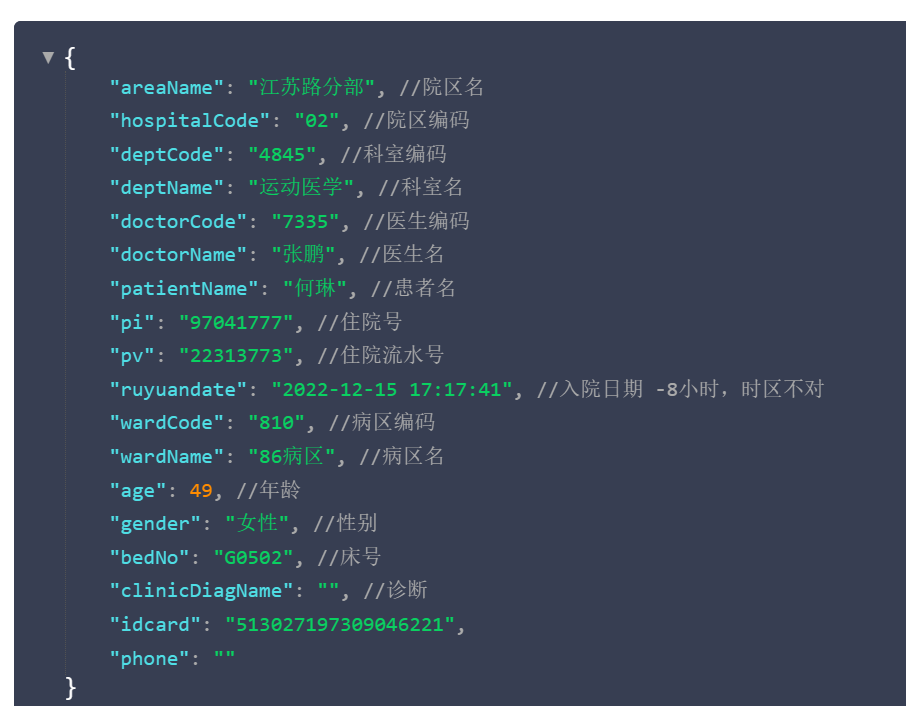 {
"areaName": "江苏路分部", //院区名
"hospitalCode": "02", //院区编码
"deptCode": "4845", //科室编码
"deptName": "运动医学", //科室名
"doctorCode": "7335", //医生编码
"doctorName": "张鹏", //医生名
"patientName": "何琳", //患者名
"pi": "97041777", //住院号
"pv": "22313773", //住院流水号
"ruyuandate": "2022-12-15 17:17:41", //入院日期 -8小时，时区不对
"wardCode": "810", //病区编码
"wardName": "86病区", //病区名
"age": 49, //年龄
"gender": "女性", //性别
"bedNo": "G0502", //床号
"clinicDiagName": "", //诊断
"idcard": "513027197309046221",
"phone": ""
}